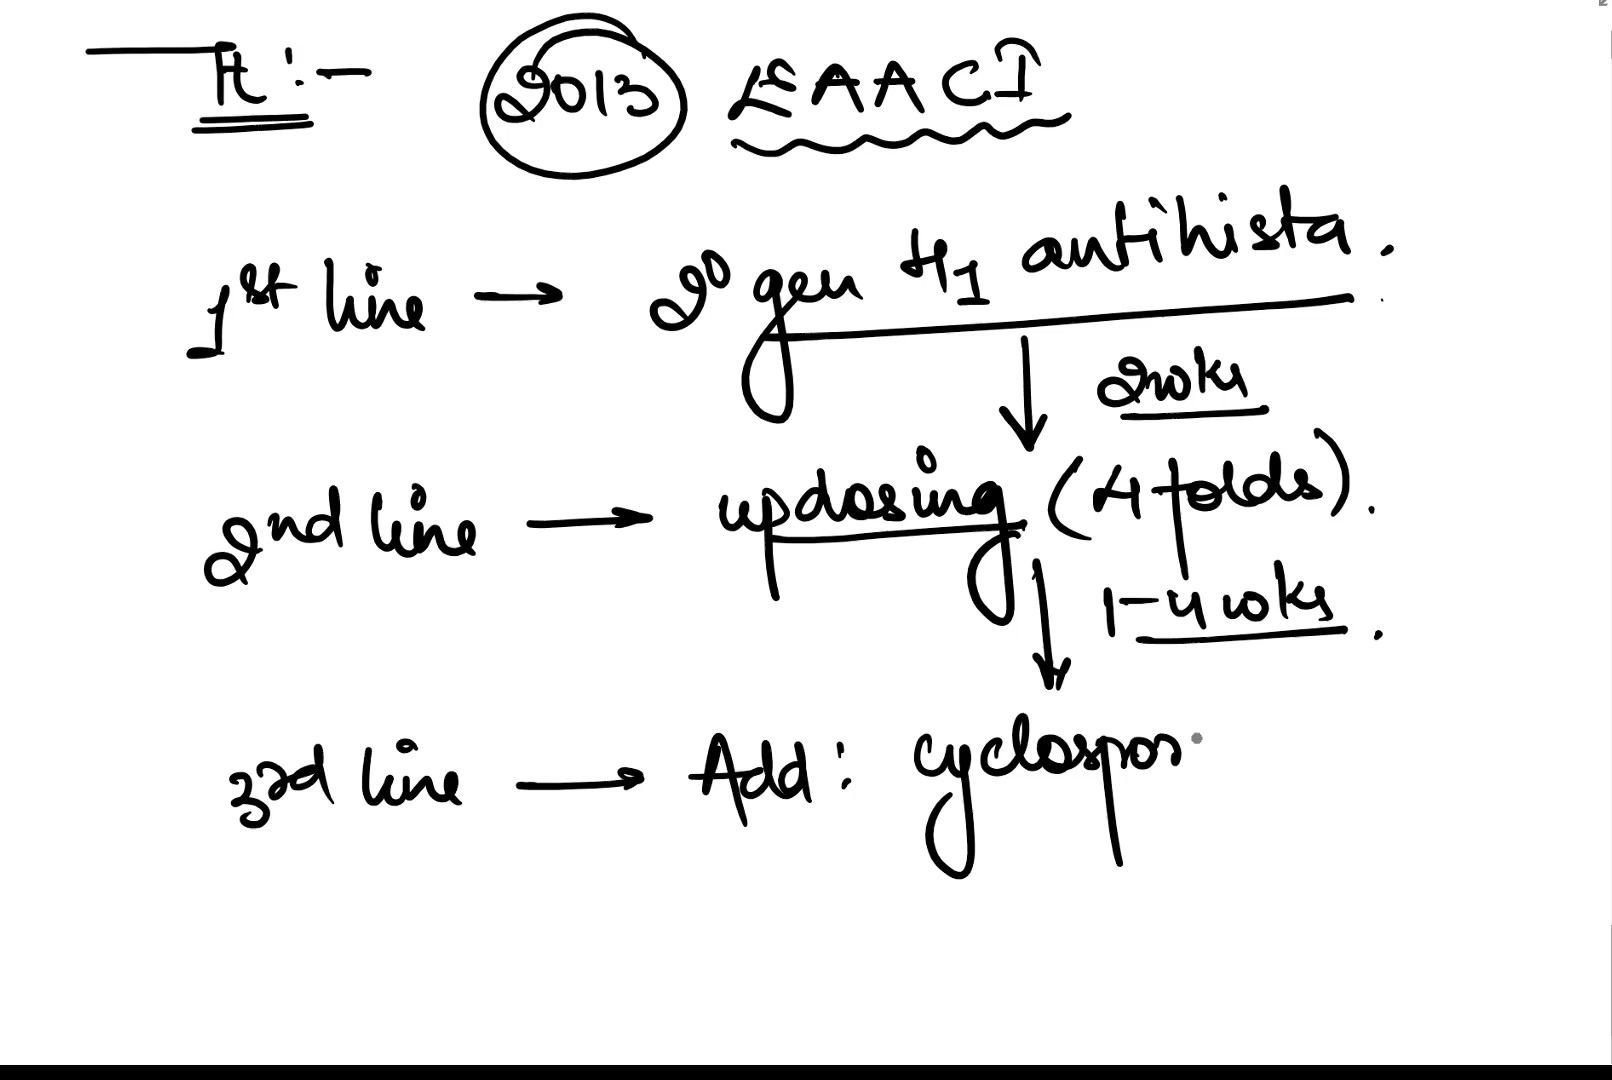 tt :- 2013 EAACI
1st line → 2° gen H1 antihista.
2wks
2nd line → updosing (4 folds).
1-4 wks.
3rd line → Add: cyclospor